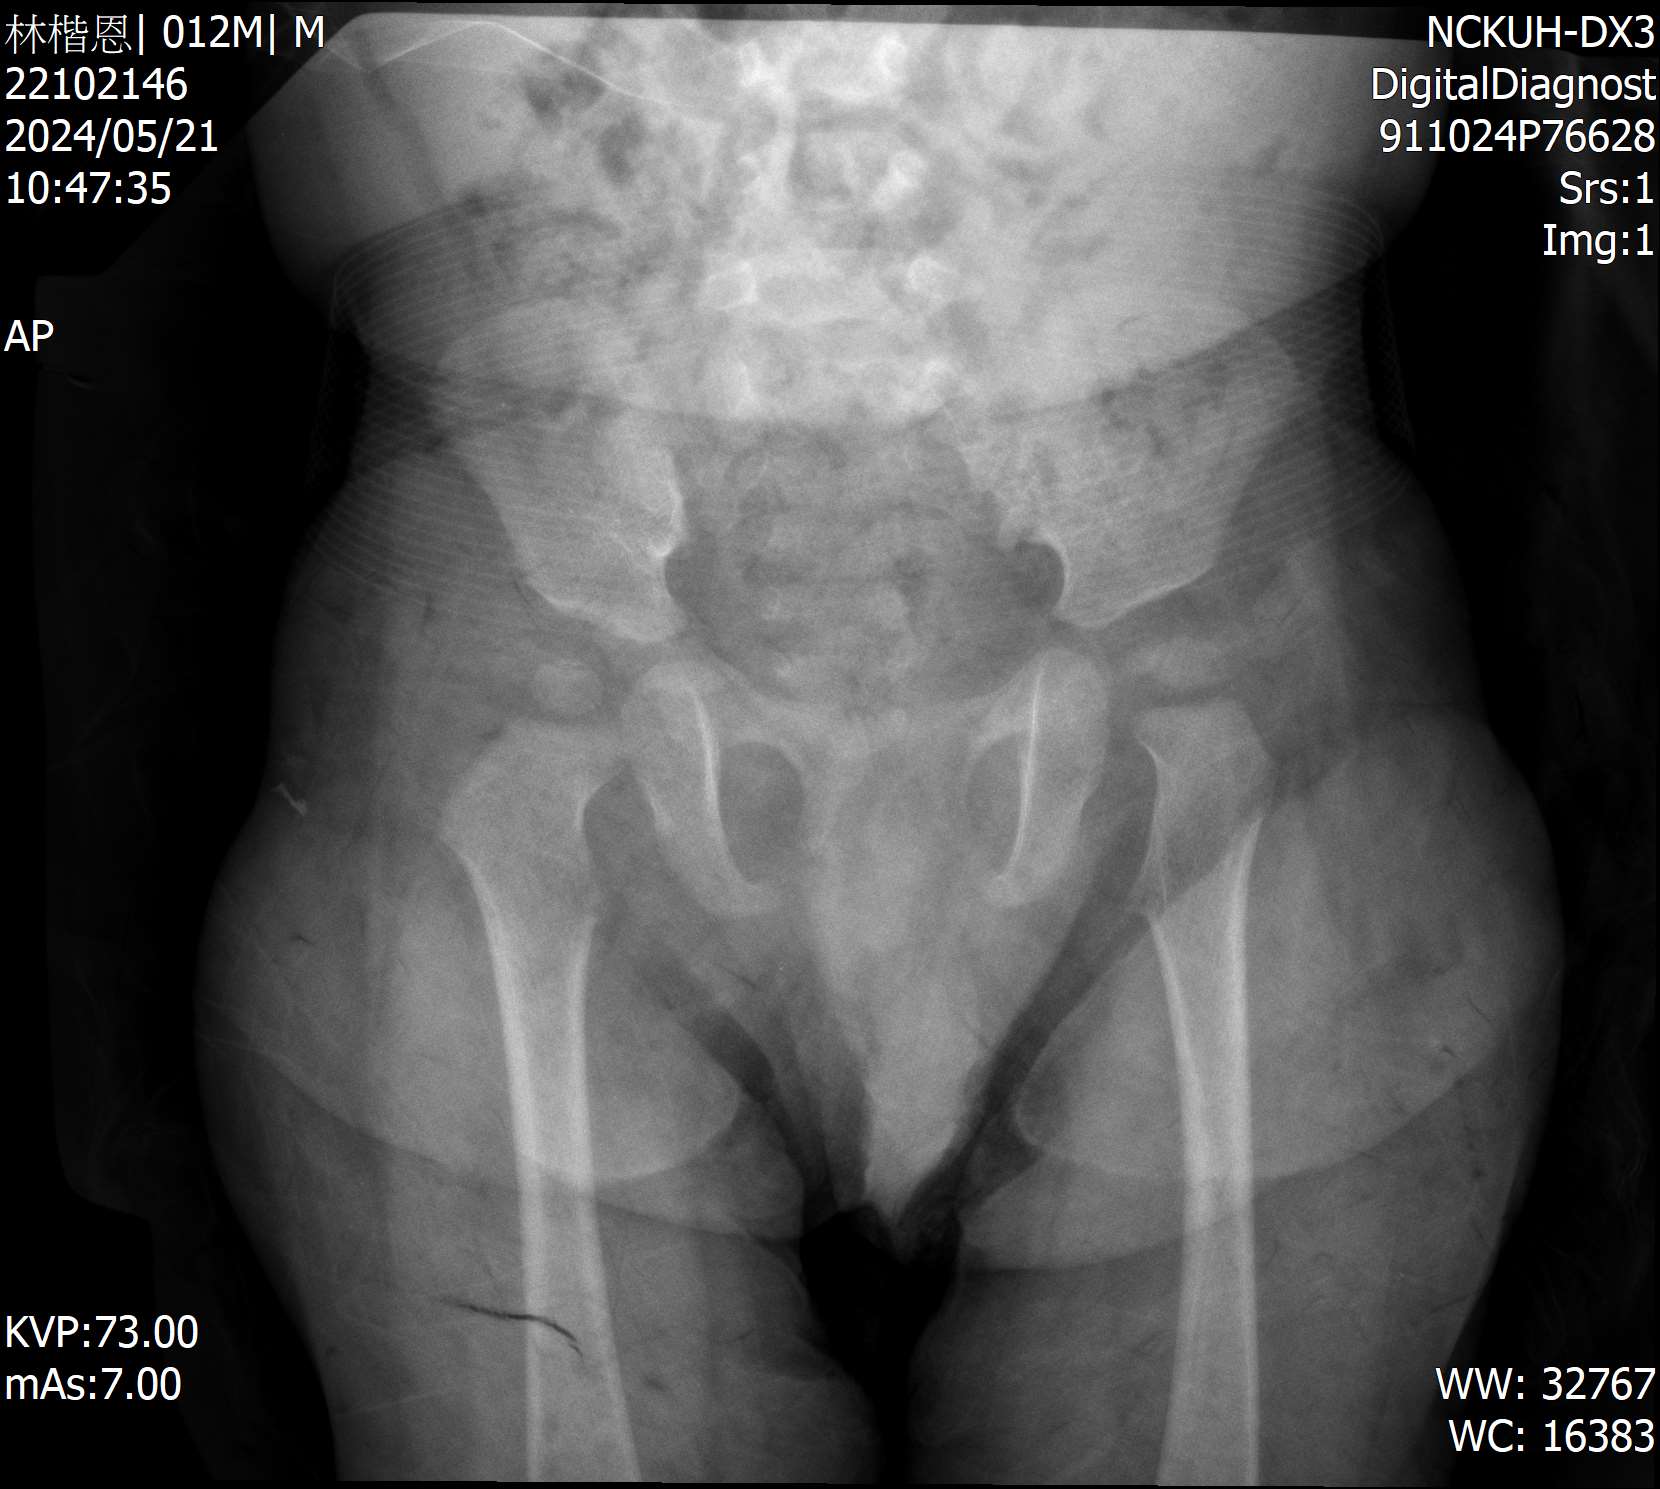 林楷恩| 012M| M
22102146
2024/05/21
10:47:35
AP
NCKUH-DX3
DigitalDiagnost
911024P76628
Srs:1
Img:1
KVP:73.00
mAs:7.00
WW: 32767
WC: 16383